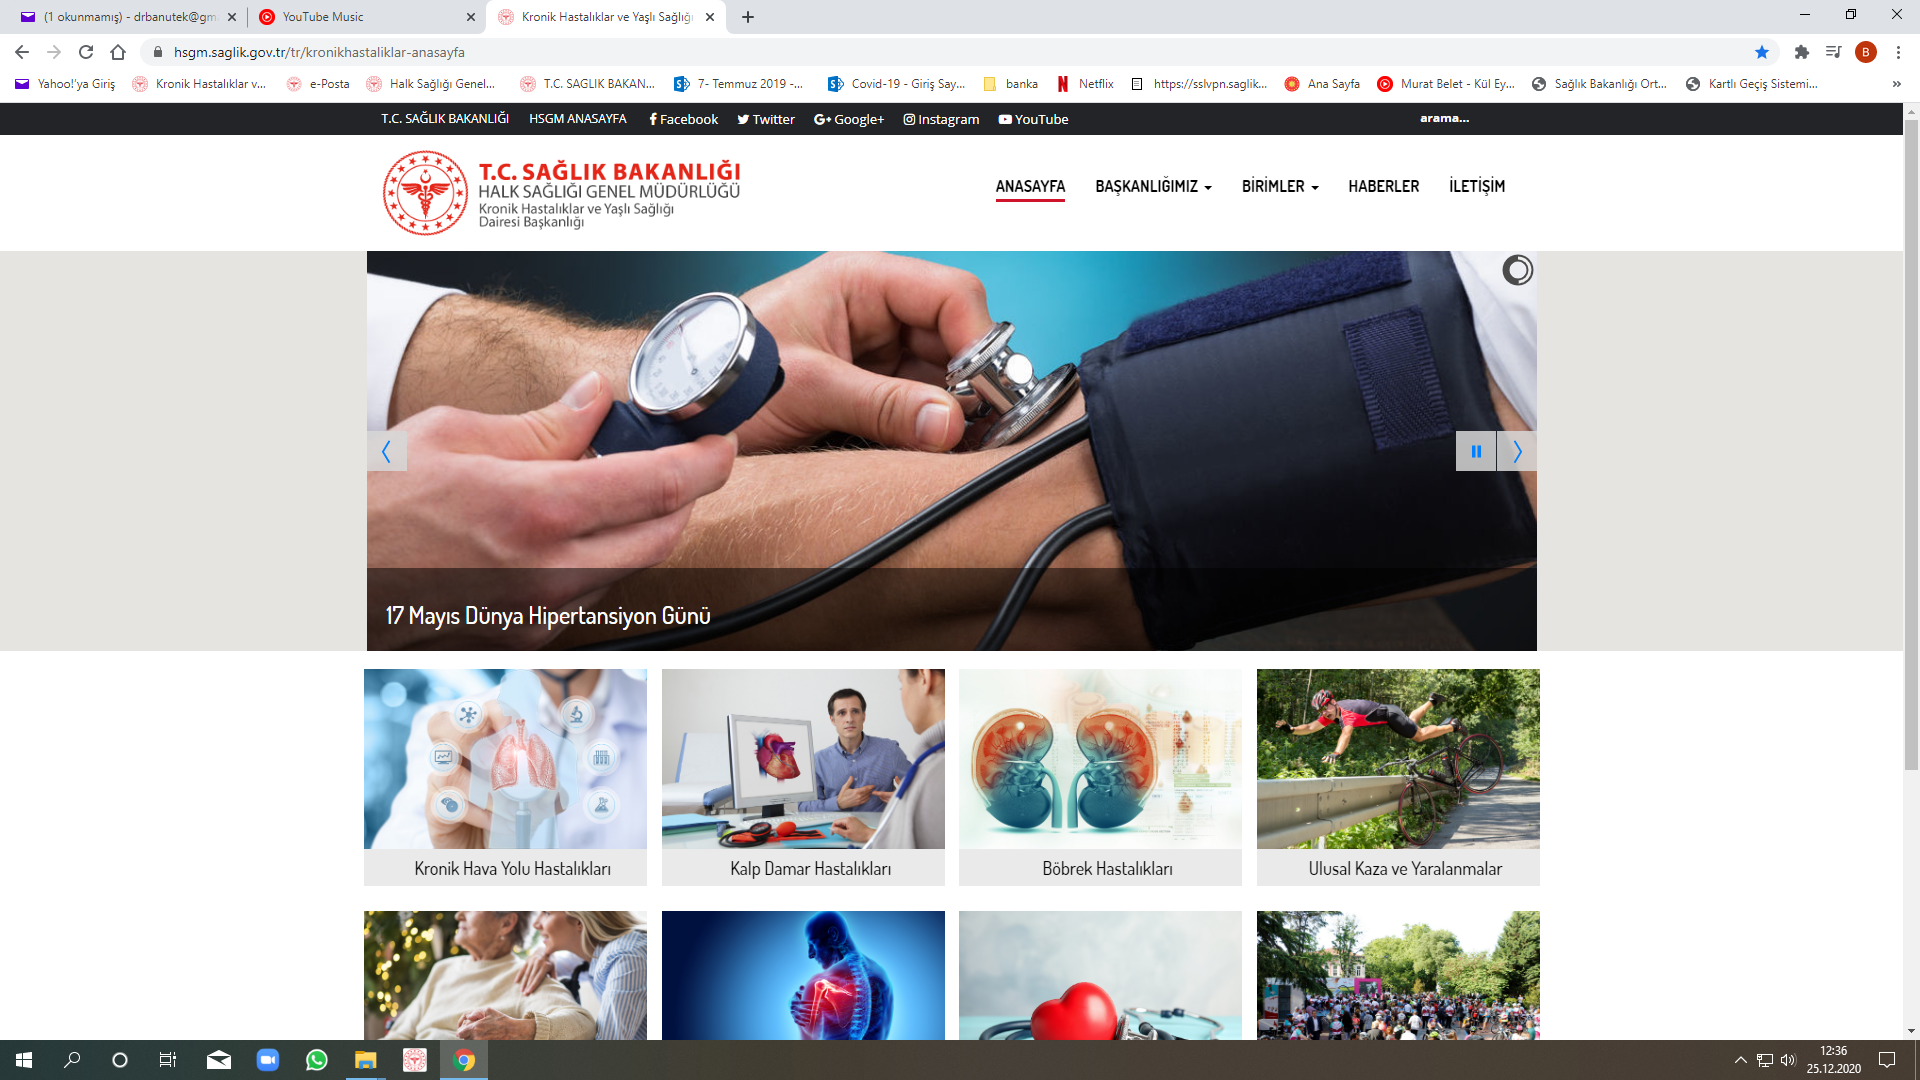 (1 okunmamış) - drbanutek@gm
YouTube Music
Kronik Hastalıklar ve Yaşlı Sağlığı
hsgm.saglik.gov.tr/tr/kronikhastaliklar-anasayfa
B
Yahoo!'ya Giriş
Kronik Hastalıklar v...
e-Posta
Halk Sağlığı Genel...
T.C. SAĞLIK BAKAN...
7- Temmuz 2019 -...
Covid-19 - Giriş Say...
banka
Netflix
https://sslvpn.saglik...
Ana Sayfa
Murat Belet - Kül Ey...
Sağlık Bakanlığı Ort...
Kartlı Geçiş Sistemi...
»
T.C. SAĞLIK BAKANLIĞI
HSGM ANASAYFA
Facebook
Twitter
Google+
Instagram
YouTube
arama...
T.C. SAĞLIK BAKANLIĞI
HALK SAĞLIĞI GENEL MÜDÜRLÜĞÜ
Kronik Hastalıklar ve Yaşlı Sağlığı
Dairesi Başkanlığı
ANASAYFA
BAŞKANLIĞIMIZ
BİRİMLER
HABERLER
İLETİŞİM
17 Mayıs Dünya Hipertansiyon Günü
Kronik Hava Yolu Hastalıkları
Kalp Damar Hastalıkları
Böbrek Hastalıkları
Ulusal Kaza ve Yaralanmalar
12:36
25.12.2020